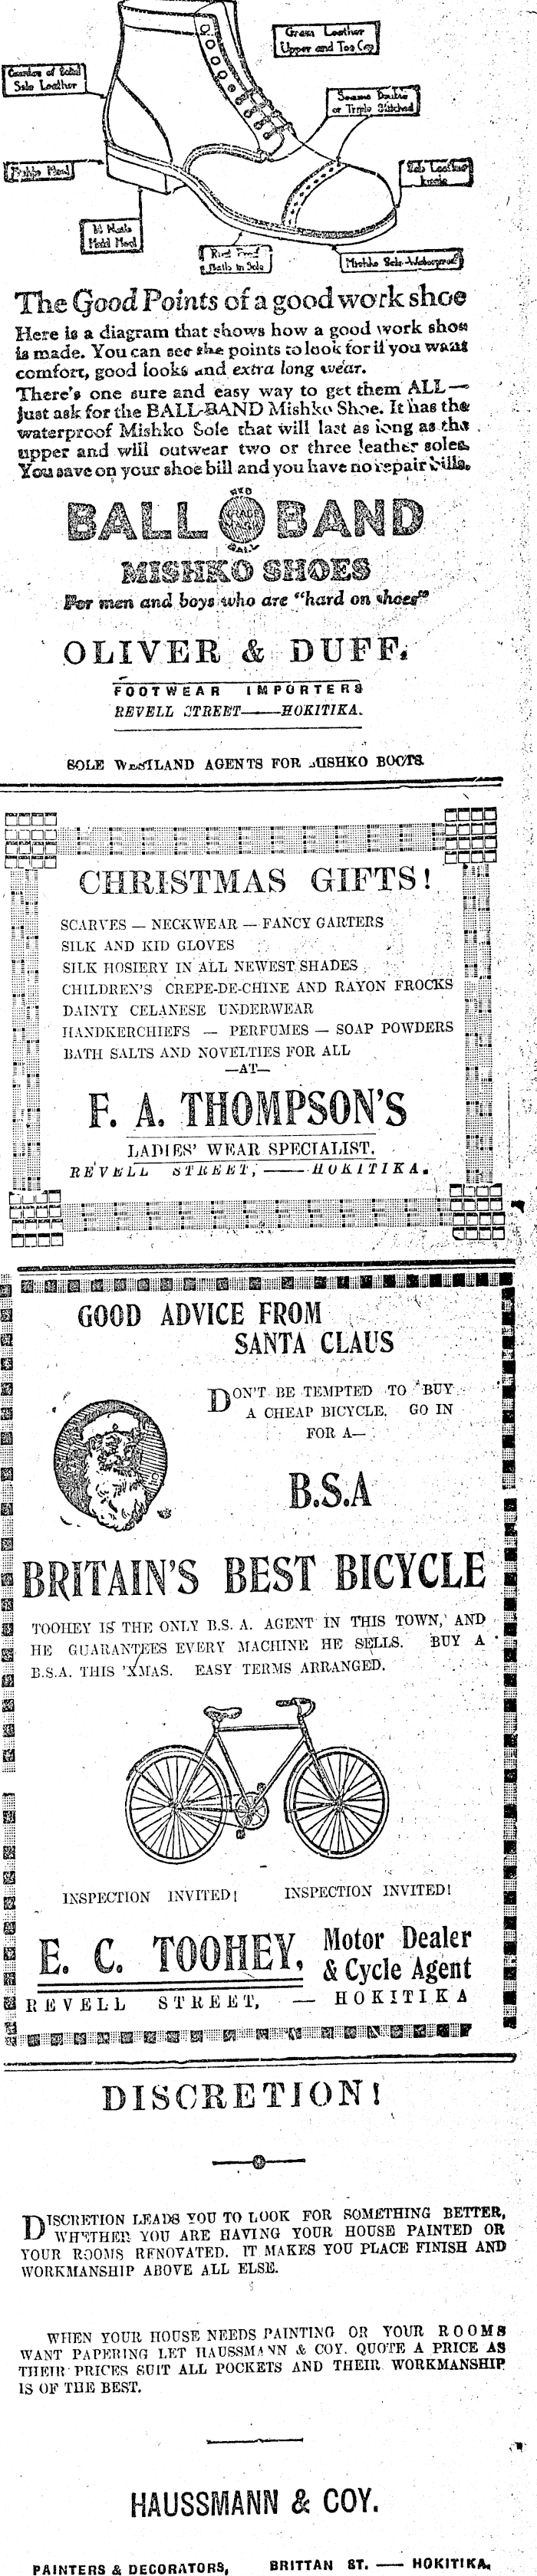 Grain Leather
Upper and Toe Cap
Counter of Solid
Sole Leather
Seams Double
or Triple Stitched
Sole Leather
Mishko Sole-Waterproof
Rust Proof
Nails in Sole
The Good Points of a good work shoe
Here is a diagram that shows how a good work shoe
is made. You can see the points to look for if you want
comfort, good looks and extra long wear.
There's one sure and easy way to get them ALL—
Just ask for the BALL-BAND Mishko Shoe. It has the
waterproof Mishko Sole that will last as long as the
upper and will outwear two or three leather soles.
You save on your shoe bill and you have no repair bills.
RED
BALL BAND
BALL
MISHKO SHOES
For men and boys who are "hard on shoes"
OLIVER & DUFF.
FOOTWEAR IMPORTERS
REVELL STREET——HOKITIKA.
SOLE WESTLAND AGENTS FOR MISHKO BOOTS.
CHRISTMAS GIFTS!
SCARVES — NECKWEAR — FANCY GARTERS
SILK AND KID GLOVES
SILK HOSIERY IN ALL NEWEST SHADES
CHILDREN'S CREPE-DE-CHINE AND RAYON FROCKS
DAINTY CELANESE UNDERWEAR
HANDKERCHIEFS — PERFUMES — SOAP POWDERS
BATH SALTS AND NOVELTIES FOR ALL
—AT—
F. A. THOMPSON'S
LADIES' WEAR SPECIALIST.
REVELL STREET, —— HOKITIKA.
GOOD ADVICE FROM
SANTA CLAUS
DON'T BE TEMPTED TO BUY
A CHEAP BICYCLE. GO IN
FOR A—
B.S.A
BRITAIN'S BEST BICYCLE
TOOHEY IS THE ONLY B.S. A. AGENT IN THIS TOWN, AND
HE GUARANTEES EVERY MACHINE HE SELLS. BUY A
B.S.A. THIS 'XMAS. EASY TERMS ARRANGED.
INSPECTION INVITED! INSPECTION INVITED!
E. C. TOOHEY, Motor Dealer
& Cycle Agent
REVELL STREET, — HOKITIKA
DISCRETION!
DISCRETION LEADS YOU TO LOOK FOR SOMETHING BETTER,
WHETHER YOU ARE HAVING YOUR HOUSE PAINTED OR
YOUR ROOMS RENOVATED. IT MAKES YOU PLACE FINISH AND
WORKMANSHIP ABOVE ALL ELSE.
WHEN YOUR HOUSE NEEDS PAINTING OR YOUR ROOMS
WANT PAPERING LET HAUSSMANN & COY. QUOTE A PRICE AS
THEIR PRICES SUIT ALL POCKETS AND THEIR WORKMANSHIP
IS OF THE BEST.
HAUSSMANN & COY.
PAINTERS & DECORATORS, BRITTAN ST. —— HOKITIKA.